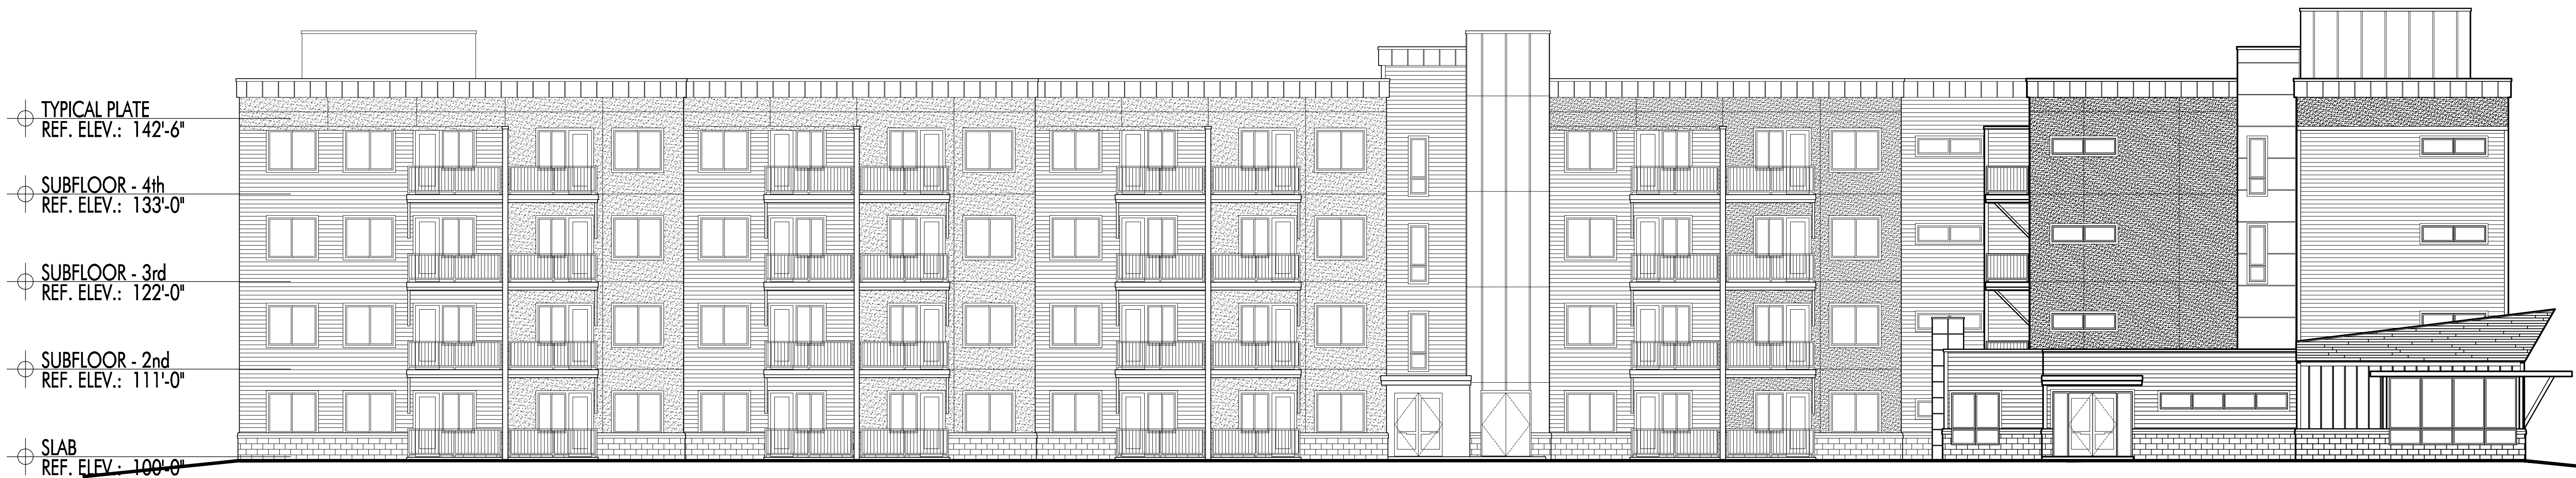 TYPICAL PLATE
REF. ELEV.: 142'-6"
SUBFLOOR - 4th
REF. ELEV.: 133'-0"
SUBFLOOR - 3rd
REF. ELEV.: 122'-0"
SUBFLOOR - 2nd
REF. ELEV.: 111'-0"
SLAB
REF. ELEV.: 100'-0"